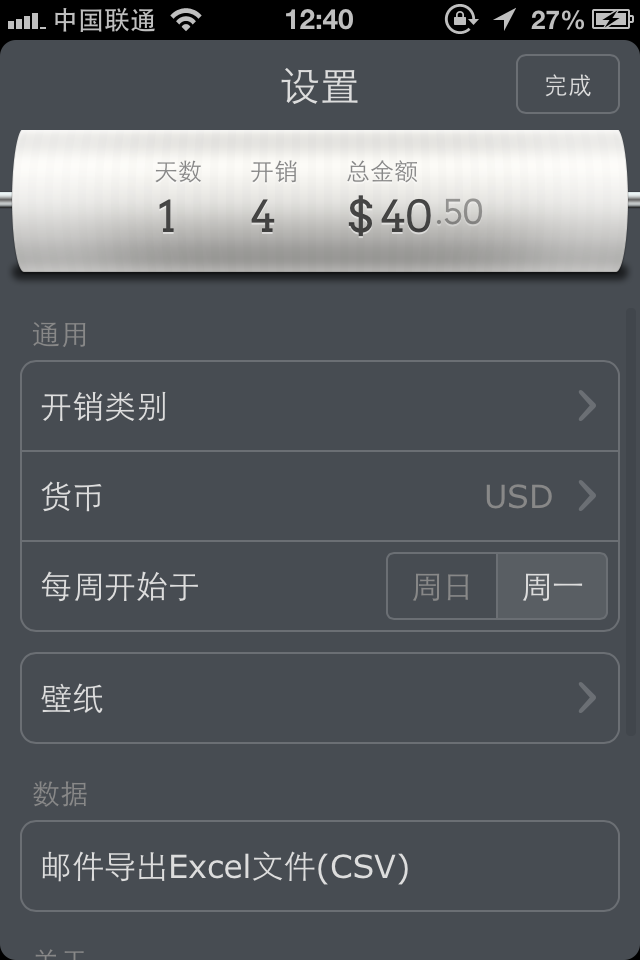 中国联通 12:40 27%
设置 完成
天数 开销 总金额
1 4 $40.50
通用
开销类别
货币 USD
每周开始于 周日 周一
壁纸
数据
邮件导出Excel文件(CSV)